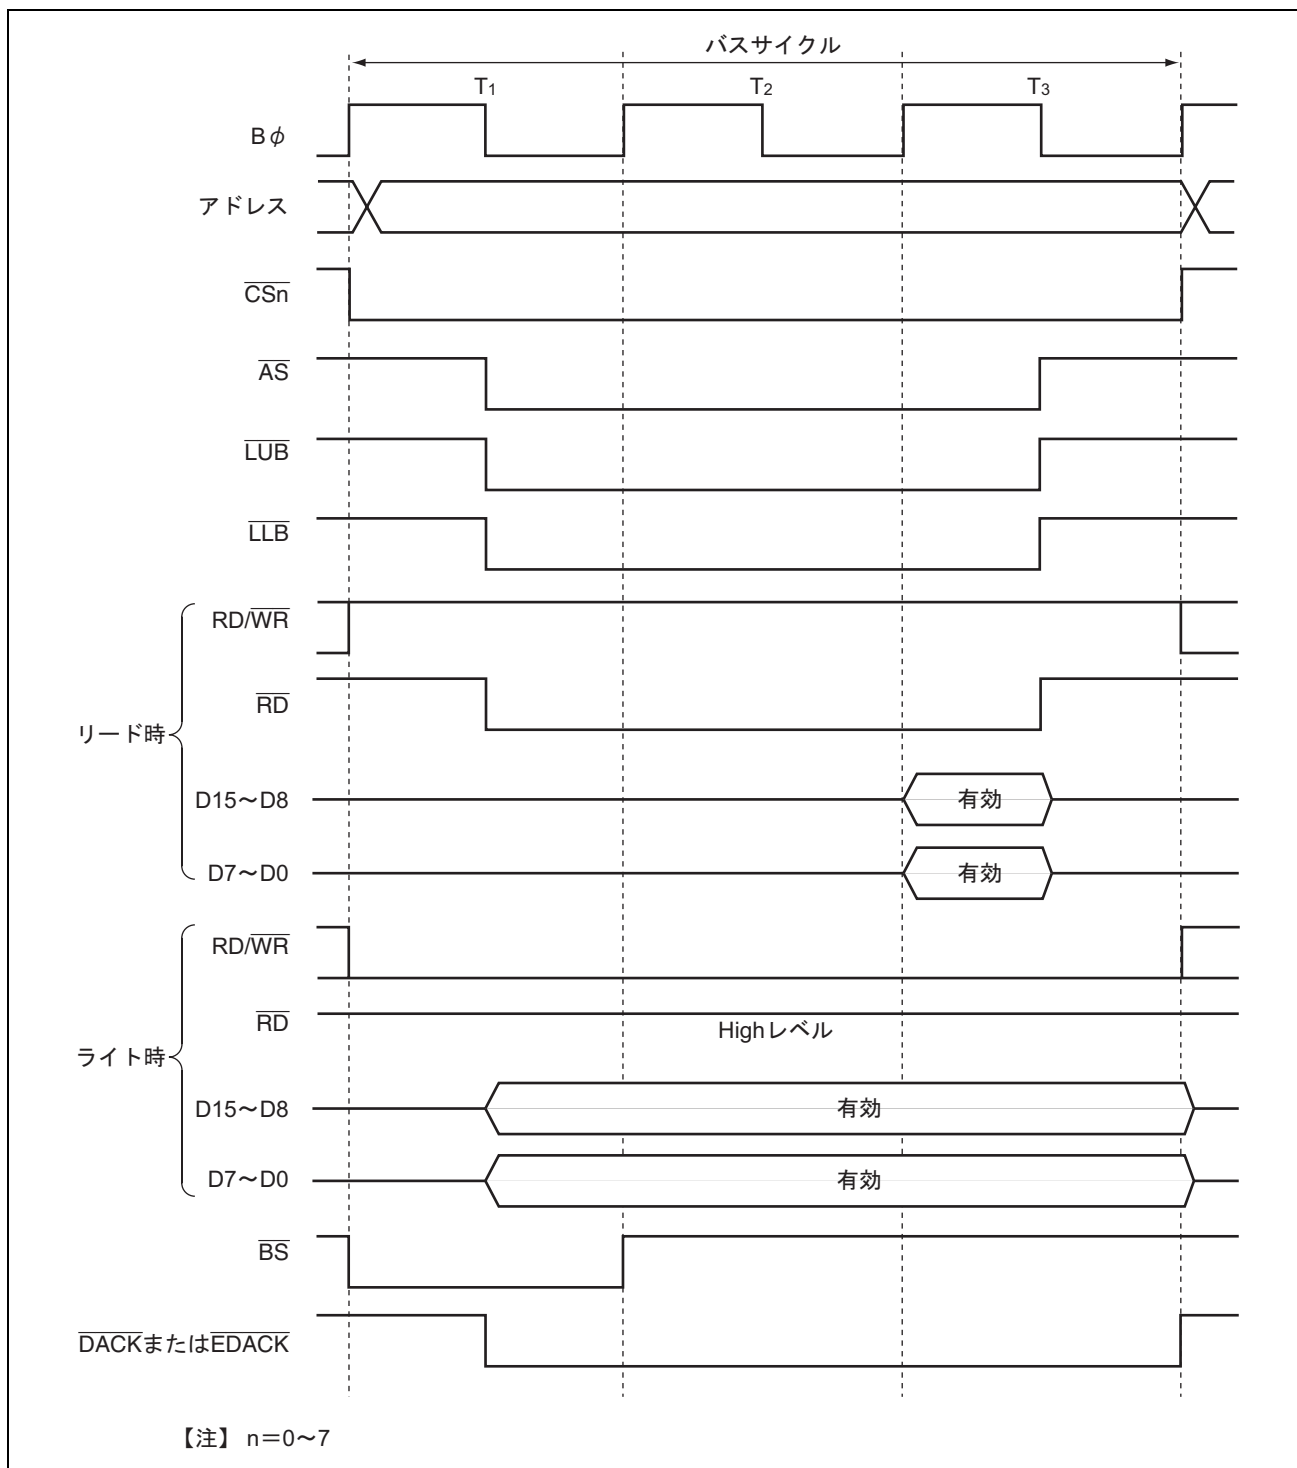 バスサイクル
T1 T2 T3
Bφ
アドレス
CSn
AS
LUB
LLB
リード時
RD/WR
RD
D15～D8 有効
D7～D0 有効
ライト時
RD/WR
RD Highレベル
D15～D8 有効
D7～D0 有効
BS
DACKまたはEDACK
【注】 n＝0～7